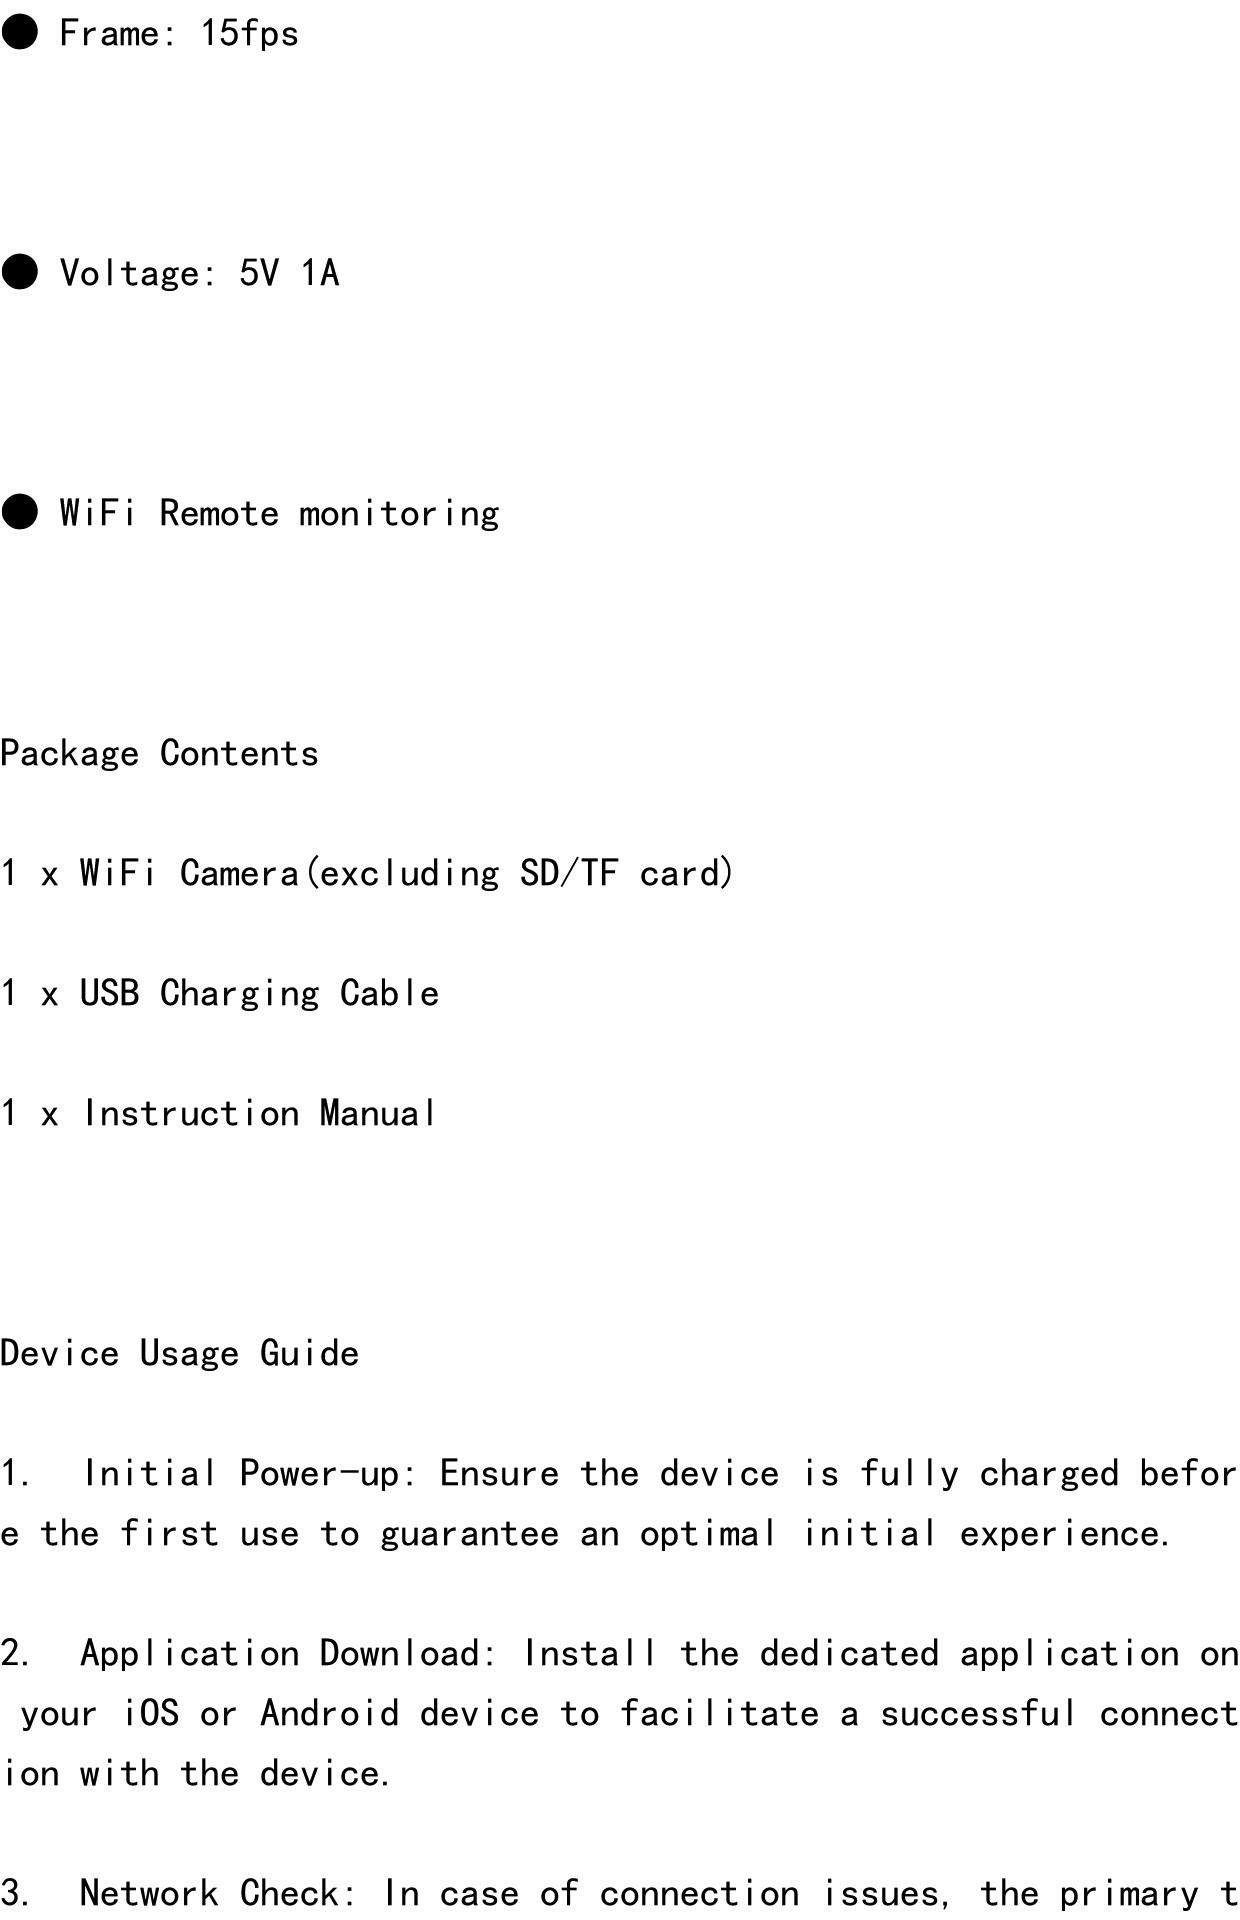 ● Frame: 15fps
● Voltage: 5V 1A
● WiFi Remote monitoring
Package Contents
1 x WiFi Camera(excluding SD/TF card)
1 x USB Charging Cable
1 x Instruction Manual
Device Usage Guide
1. Initial Power-up: Ensure the device is fully charged befor
e the first use to guarantee an optimal initial experience.
2. Application Download: Install the dedicated application on
your iOS or Android device to facilitate a successful connect
ion with the device.
3. Network Check: In case of connection issues, the primary t